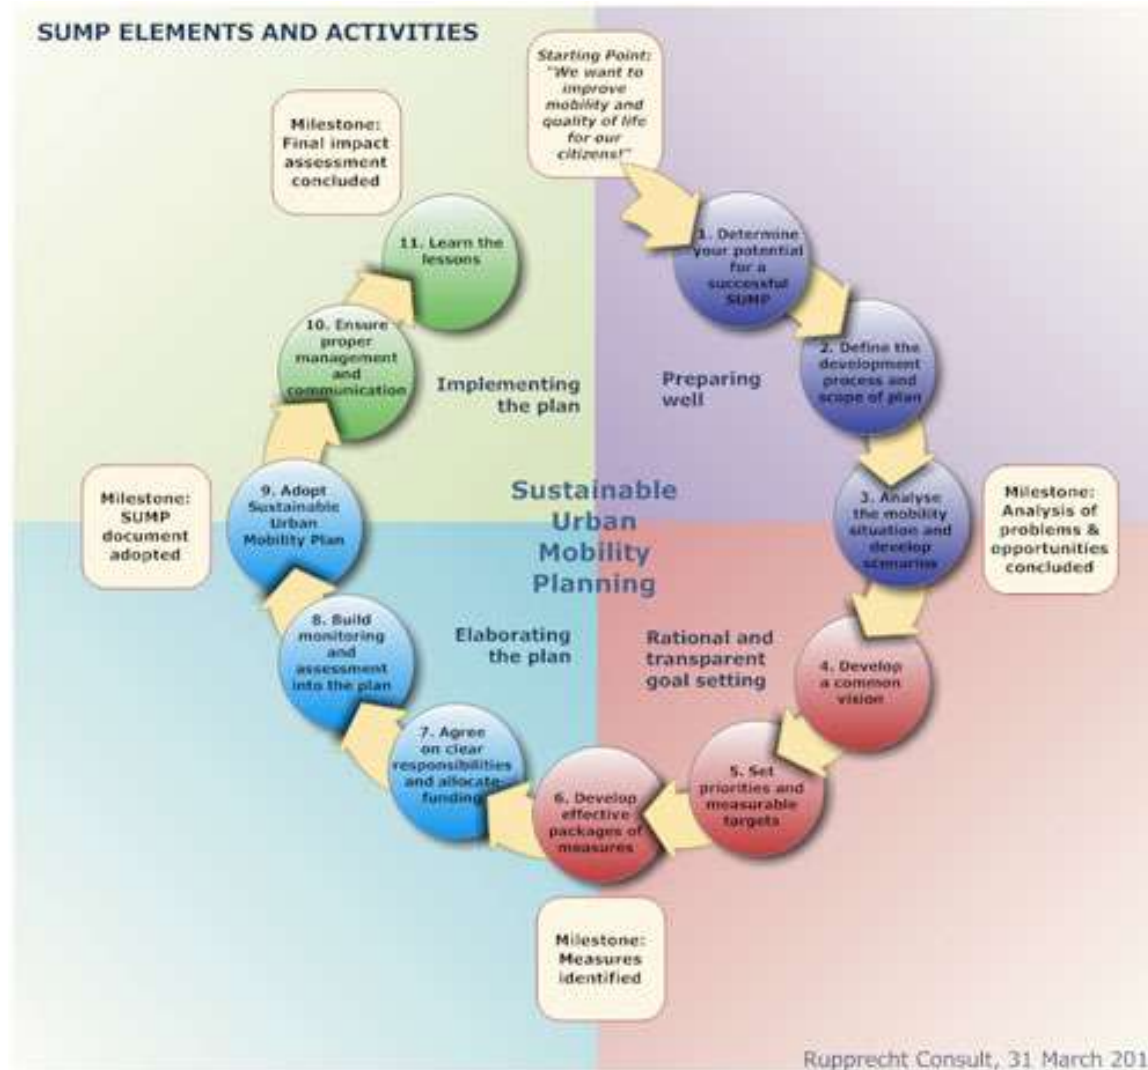 SUMP ELEMENTS AND ACTIVITIES
Starting Point:
"We want to
improve
mobility and
quality of life
for our
citizens!"
Milestone:
Final impact
assessment
concluded
1. Determine
your potential
for a
successful
SUMP
2. Define the
development
process and
scope of plan
3. Analyse
the mobility
situation and
develop
scenarios
Milestone:
Analysis of
problems &
opportunities
concluded
4. Develop
a common
vision
5. Set
priorities and
measurable
targets
6. Develop
effective
packages of
measures
Milestone:
Measures
identified
7. Agree
on clear
responsibilities
and allocate
funding
8. Build
monitoring
and
assessment
into the plan
9. Adopt
Sustainable
Urban
Mobility Plan
Milestone:
SUMP
document
adopted
10. Ensure
proper
management
and
communication
11. Learn the
lessons
Implementing
the plan
Preparing
well
Sustainable
Urban
Mobility
Planning
Elaborating
the plan
Rational and
transparent
goal setting
Rupprecht Consult, 31 March 201